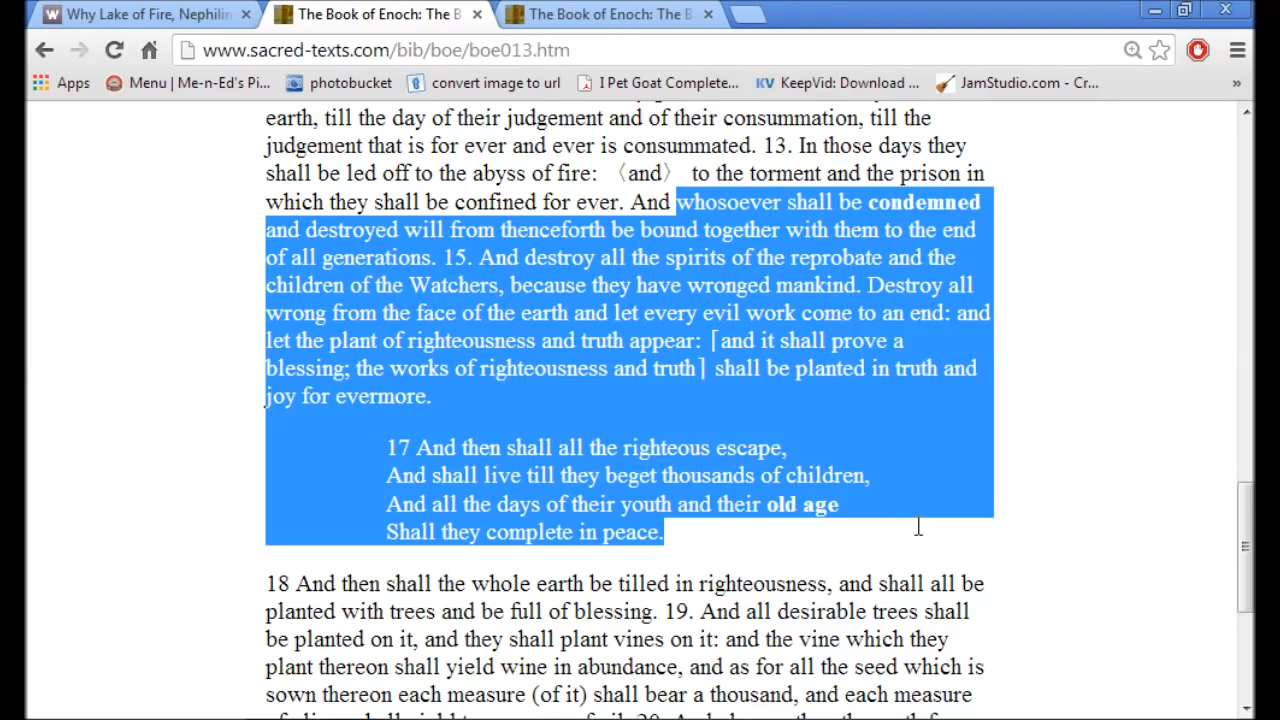 Why Lake of Fire, Nephilin
The Book of Enoch: The B
The Book of Enoch: The B
www.sacred-texts.com/bib/boe/boe013.htm
Apps
Menu | Me-n-Ed's Pi...
photobucket
convert image to url
I Pet Goat Complete...
KV KeepVid: Download ...
JamStudio.com - Cr...
»
earth, till the day of their judgement and of their consummation, till the
judgement that is for ever and ever is consummated. 13. In those days they
shall be led off to the abyss of fire: 〈and〉 to the torment and the prison in
which they shall be confined for ever. And whosoever shall be condemned
and destroyed will from thenceforth be bound together with them to the end
of all generations. 15. And destroy all the spirits of the reprobate and the
children of the Watchers, because they have wronged mankind. Destroy all
wrong from the face of the earth and let every evil work come to an end: and
let the plant of righteousness and truth appear: ⌈and it shall prove a
blessing; the works of righteousness and truth⌉ shall be planted in truth and
joy for evermore.
17 And then shall all the righteous escape,
And shall live till they beget thousands of children,
And all the days of their youth and their old age
Shall they complete in peace.
18 And then shall the whole earth be tilled in righteousness, and shall all be
planted with trees and be full of blessing. 19. And all desirable trees shall
be planted on it, and they shall plant vines on it: and the vine which they
plant thereon shall yield wine in abundance, and as for all the seed which is
sown thereon each measure (of it) shall bear a thousand, and each measure